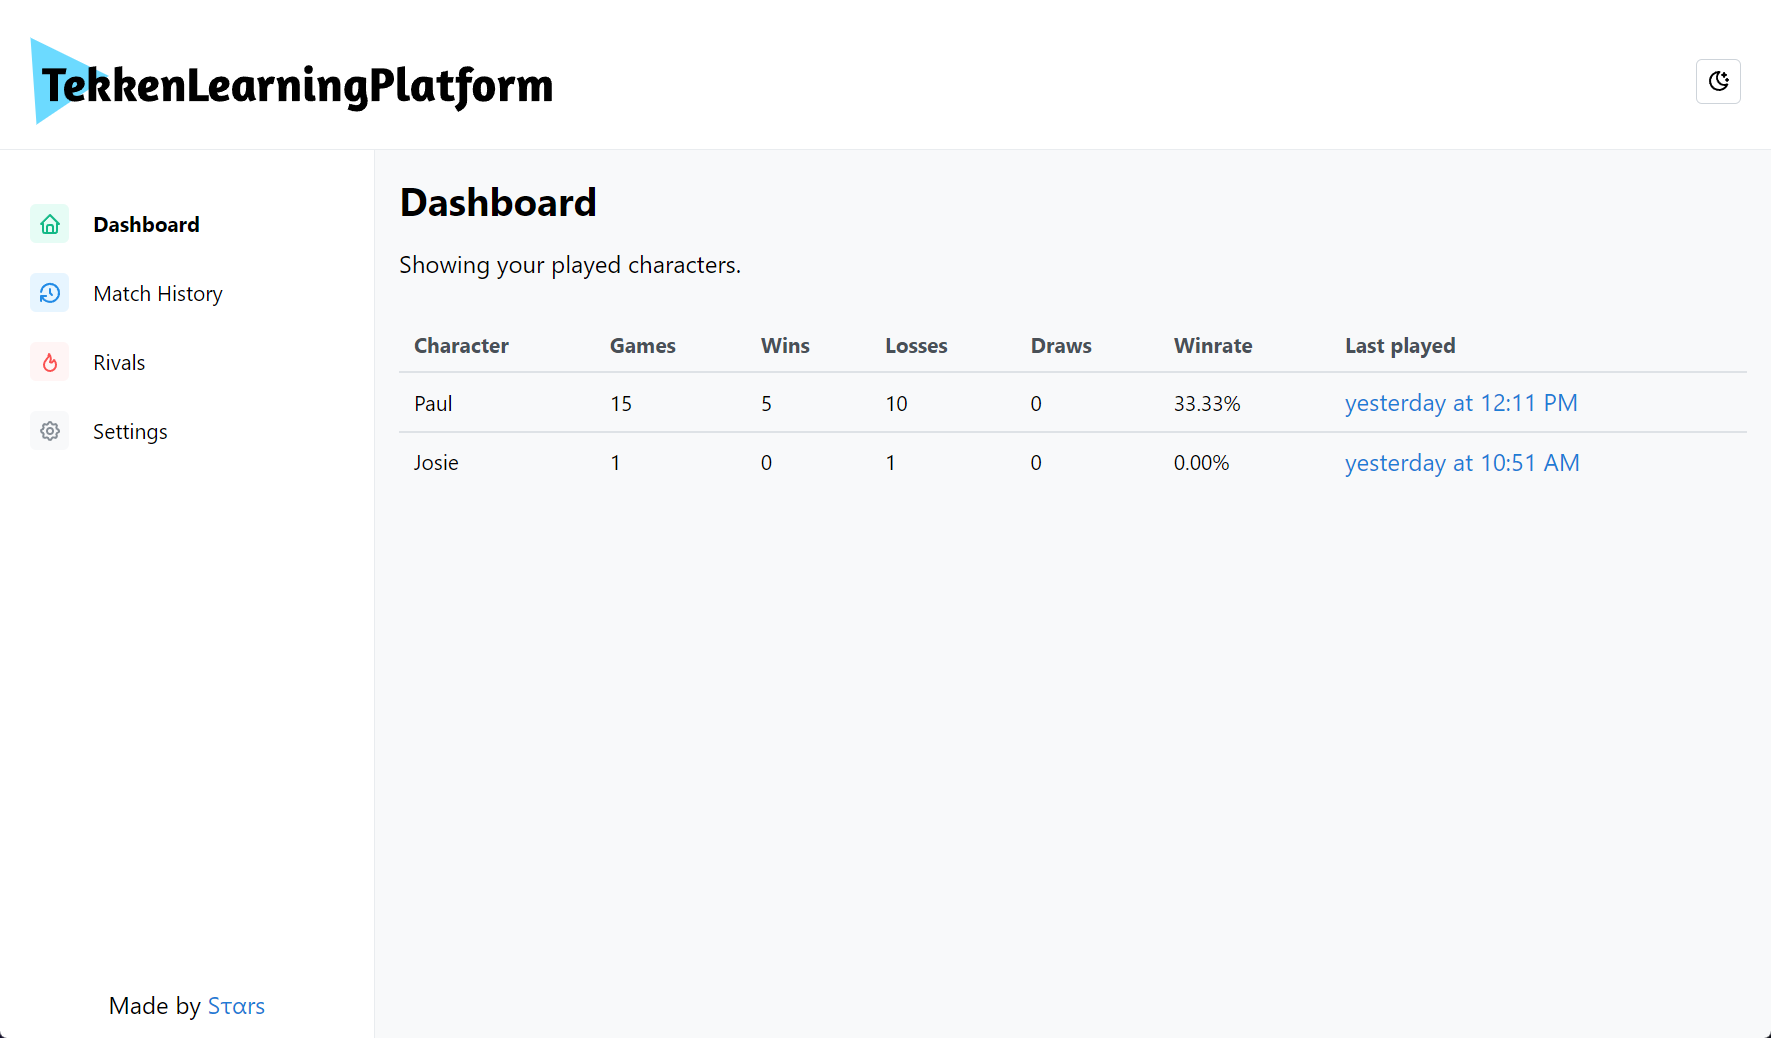 TekkenLearningPlatform
Dashboard
Match History
Rivals
Settings
Made by Sταrs
Dashboard
Showing your played characters.
Character Games Wins Losses Draws Winrate Last played
Paul 15 5 10 0 33.33% yesterday at 12:11 PM
Josie 1 0 1 0 0.00% yesterday at 10:51 AM